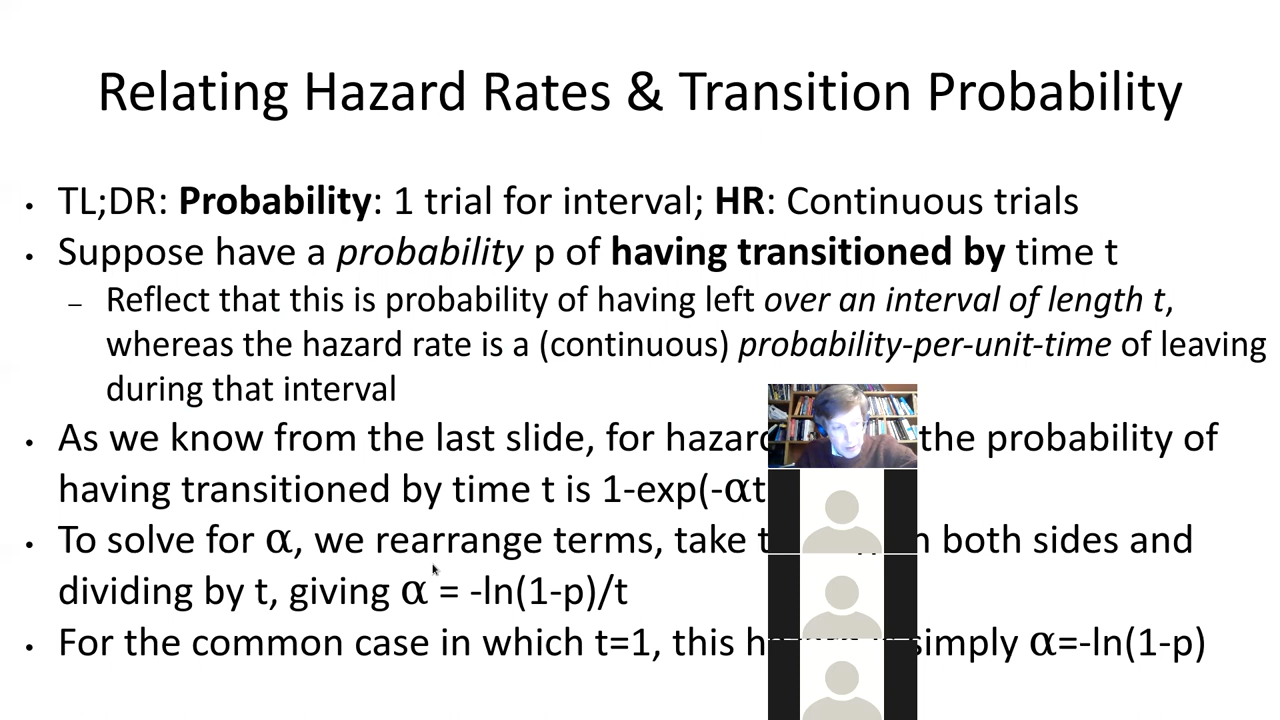 Relating Hazard Rates & Transition Probability
• TL;DR: Probability: 1 trial for interval; HR: Continuous trials
• Suppose have a probability p of having transitioned by time t
– Reflect that this is probability of having left over an interval of length t,
whereas the hazard rate is a (continuous) probability-per-unit-time of leaving
during that interval
• As we know from the last slide, for the probability of
having transitioned by time t is 1-exp(-αt
• To solve for α, we rearrange terms, take both sides and
dividing by t, giving α = -ln(1-p)/t
• For the common case in which t=1, this simply α=-ln(1-p)